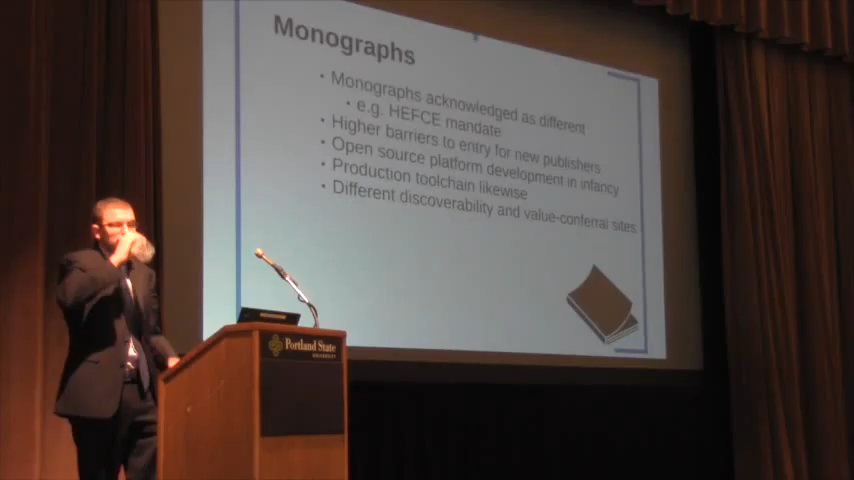 Monographs
• Monographs acknowledged as different
• e.g. HEFCE mandate
• Higher barriers to entry for new publishers
• Open source platform development in infancy
• Production toolchain likewise
• Different discoverability and value-conferral sites
Portland State
UNIVERSITY